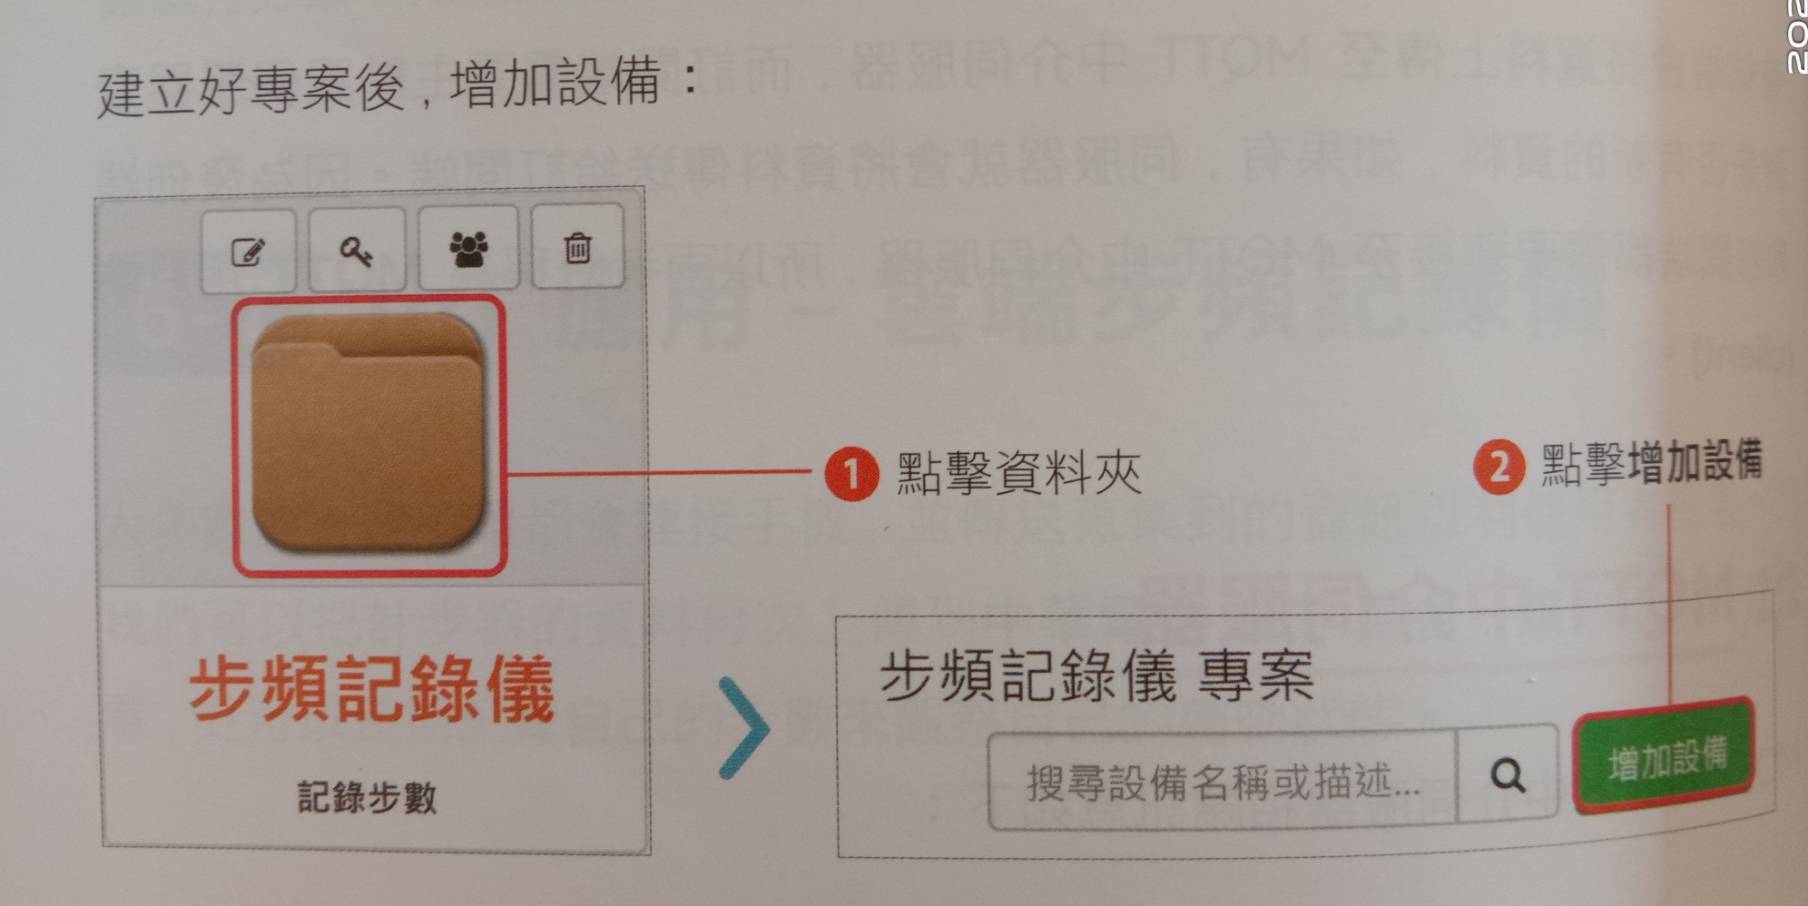 建立好專案後，增加設備：
1 點擊資料夾
2 點擊增加設備
步頻記錄儀
記錄步數
步頻記錄儀 專案
搜尋設備名稱或描述...
增加設備